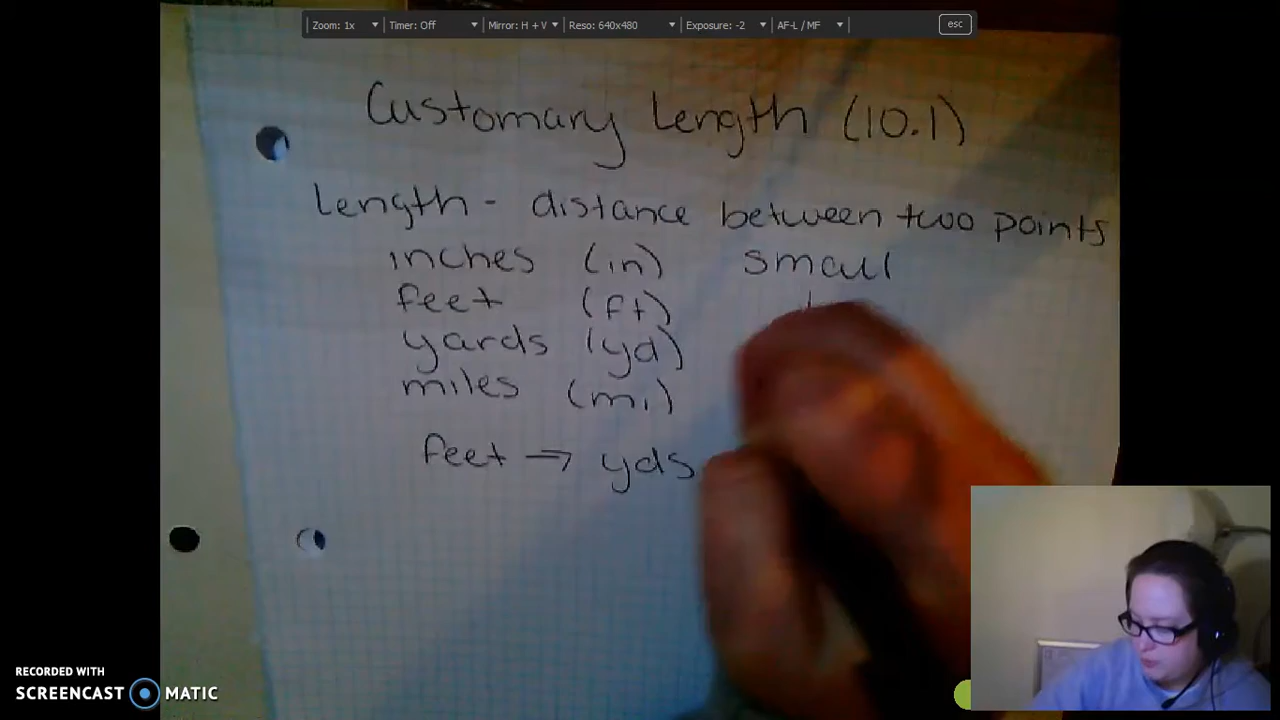 Zoom: 1x Timer: Off Mirror: H + V Reso: 640x480 Exposure: -2 AF-L / MF esc
Customary Length (10.1)
Length - distance between two points
inches (in) small
feet (ft)
yards (yd)
miles (mi)
feet → yds
RECORDED WITH
SCREENCAST MATIC